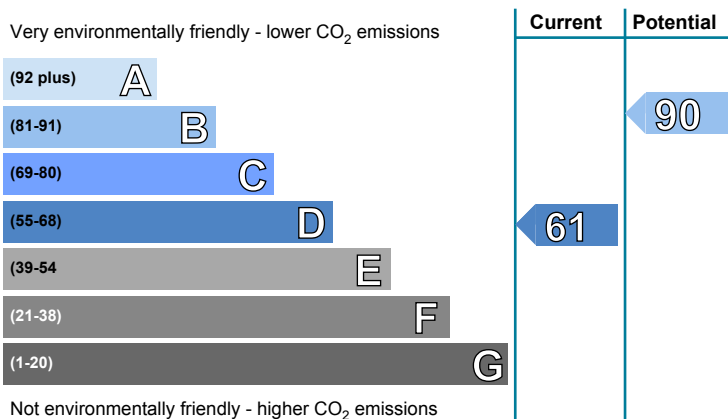 Very environmentally friendly - lower CO2 emissions
Current Potential
(92 plus) A
(81-91) B
90
(69-80) C
(55-68) D
61
(39-54 E
(21-38) F
(1-20) G
Not environmentally friendly - higher CO2 emissions